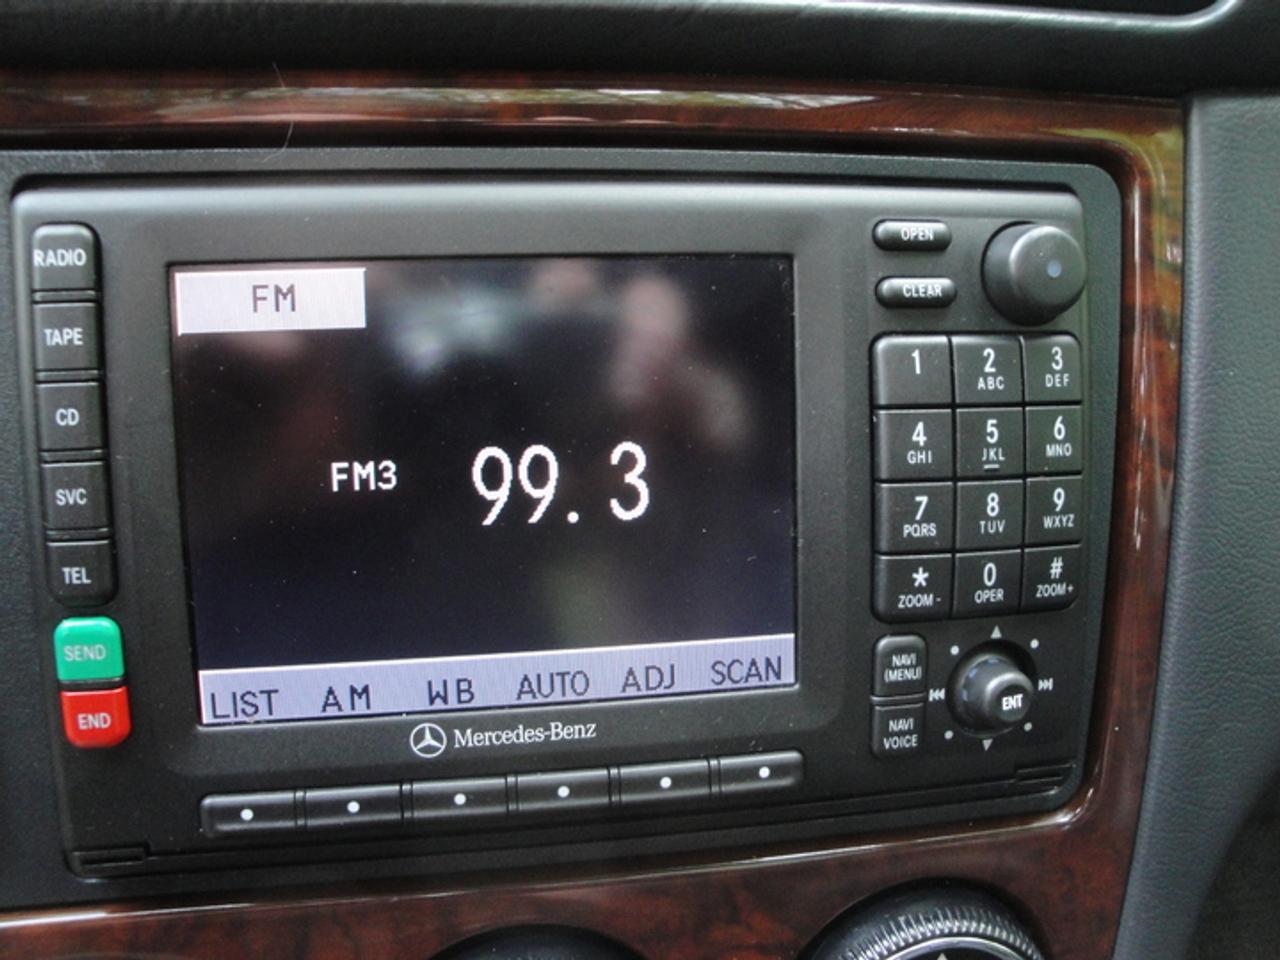 RADIO
TAPE
CD
SVC
TEL
SEND
END
FM
FM3 99.3
LIST AM WB AUTO ADJ SCAN
Mercedes-Benz
OPEN
CLEAR
1 2 ABC 3 DEF
4 GHI 5 JKL 6 MNO
7 PQRS 8 TUV 9 WXYZ
* ZOOM - 0 OPER # ZOOM +
NAVI
(MENU)
NAVI
VOICE
ENT